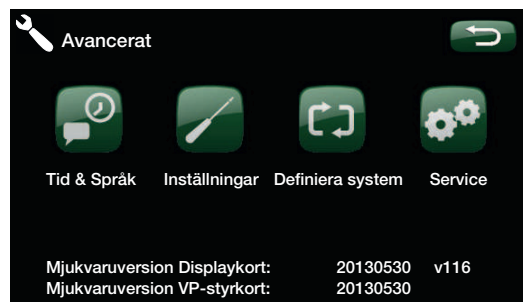 Avancerat
Tid & Språk Inställningar Definiera system Service
Mjukvaruversion Displaykort: 20130530 v116
Mjukvaruversion VP-styrkort: 20130530